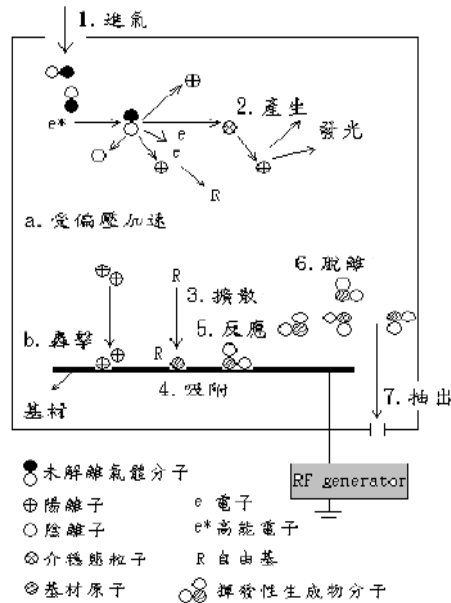 1. 進氣
e*
e
e
2. 產生
發光
R
a. 受偏壓加速
6. 脫離
R
3. 擴散
5. 反應
b. 轟擊
R
4. 吸附
基材
7. 抽出
RF generator
未解離氣體分子
陽離子
e 電子
陰離子
e* 高能電子
介穩態粒子
R 自由基
基材原子
揮發性生成物分子